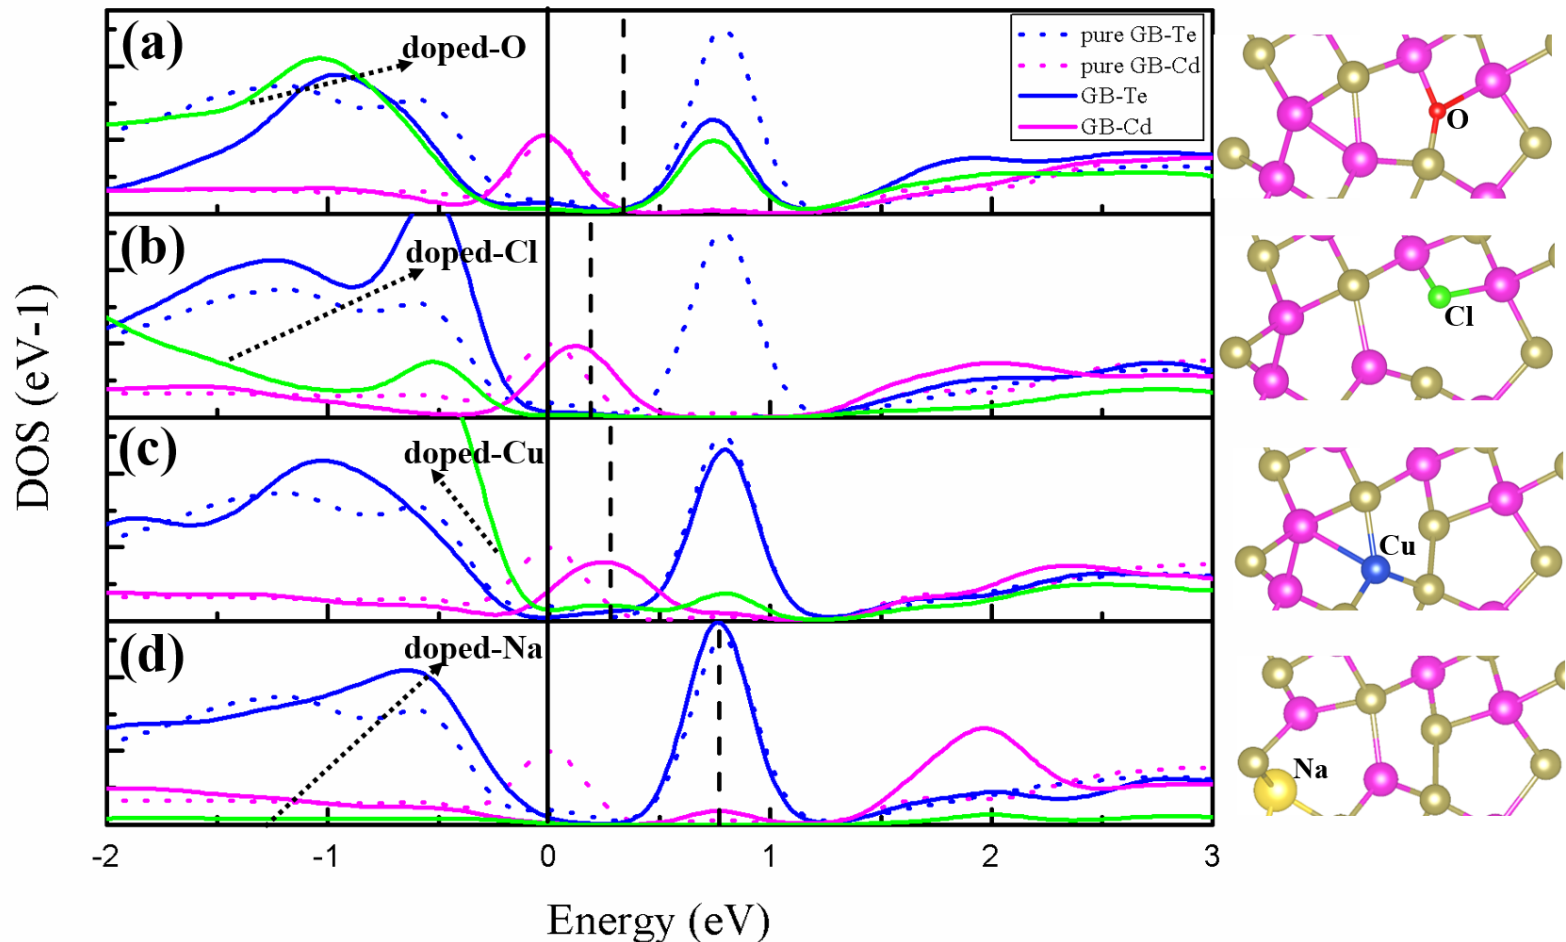 (a)
doped-O
pure GB-Te
pure GB-Cd
GB-Te
GB-Cd
O
(b)
doped-Cl
Cl
DOS (eV-1)
(c)
doped-Cu
Cu
(d)
doped-Na
Na
-2 -1 0 1 2 3
Energy (eV)